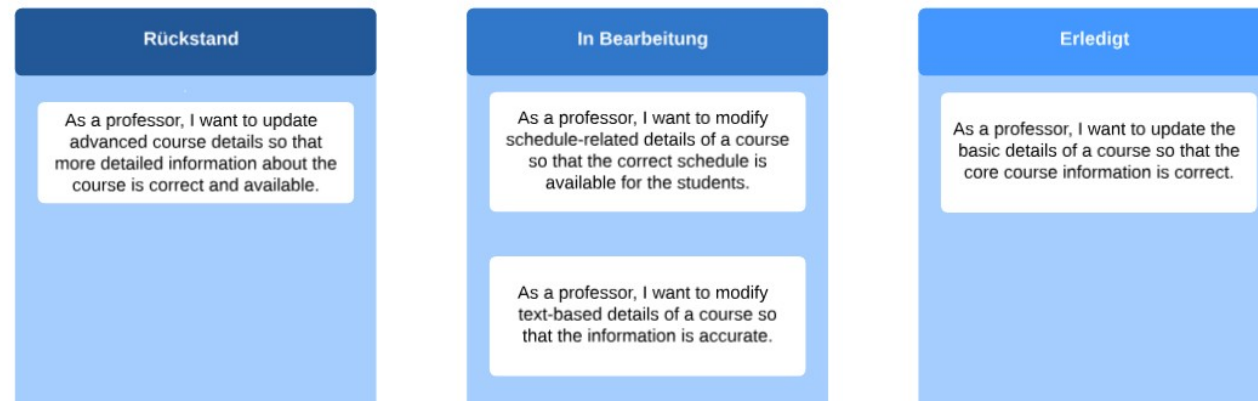 Rückstand
As a professor, I want to update
advanced course details so that
more detailed information about the
course is correct and available.
In Bearbeitung
As a professor, I want to modify
schedule-related details of a course
so that the correct schedule is
available for the students.
As a professor, I want to modify
text-based details of a course so
that the information is accurate.
Erledigt
As a professor, I want to update the
basic details of a course so that the
core course information is correct.